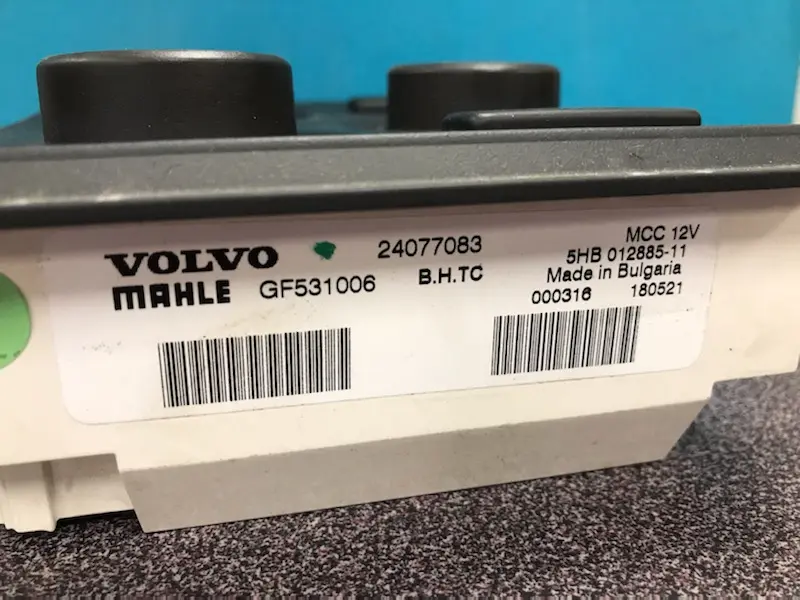 VOLVO 24077083
MAHLE GF531006 B.H.TC
MCC 12V
5HB 012885-11
Made in Bulgaria
000316 180521